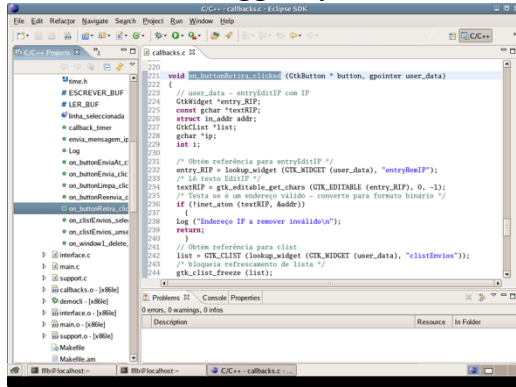 C/C++ - callbacks.c - Eclipse SDK
File Edit Refactor Navigate Search Project Run Window Help
C/C++
C/C++ Projects
callbacks.c
time.h
ESCREVER_BUF
LER_BUF
linha_seleccionada
callback_timer
envia_mensagem_ip
Log
on_buttonEnviaAt_c
on_buttonEnvia_clic
on_buttonLimpa_clic
on_buttonReenvia_c
on_buttonRetira_clic
on_clistEnvios_selec
on_clistEnvios_unse
on_window1_delete_
interface.c
main.c
support.c
callbacks.o - [x86le]
democli - [x86le]
interface.o - [x86le]
main.o - [x86le]
support.o - [x86le]
Makefile
Makefile.am
220
221 void on_buttonRetira_clicked (GtkButton * button, gpointer user_data)
222 {
223 // user_data - entryEditIP com IP
224 GtkWidget *entry_RIP;
225 const gchar *textRIP;
226 struct in_addr addr;
227 GtkCList *list;
228 gchar *ip;
229 int i;
230
231 /* Obtém referência para entryEditIP */
232 entry_RIP = lookup_widget (GTK_WIDGET (user_data), "entryRemIP");
233 /* Lê texto EditIP */
234 textRIP = gtk_editable_get_chars (GTK_EDITABLE (entry_RIP), 0, -1);
235 /* Testa se é um endereço válido - converte para formato binário */
236 if (!inet_aton (textRIP, &addr))
237 {
238 Log ("Endereço IP a remover inválido\n");
239 return;
240 }
241 // Obtém referência para clist
242 list = GTK_CLIST (lookup_widget (GTK_WIDGET (user_data), "clistEnvios"));
243 /* bloqueia refrescamento de lista */
244 gtk_clist_freeze (list);
Problems Console Properties
0 errors, 0 warnings, 0 infos
Description Resource In Folder
lfb@localhost:~ lfb@localhost:~ C/C++ - callbacks.c - ...